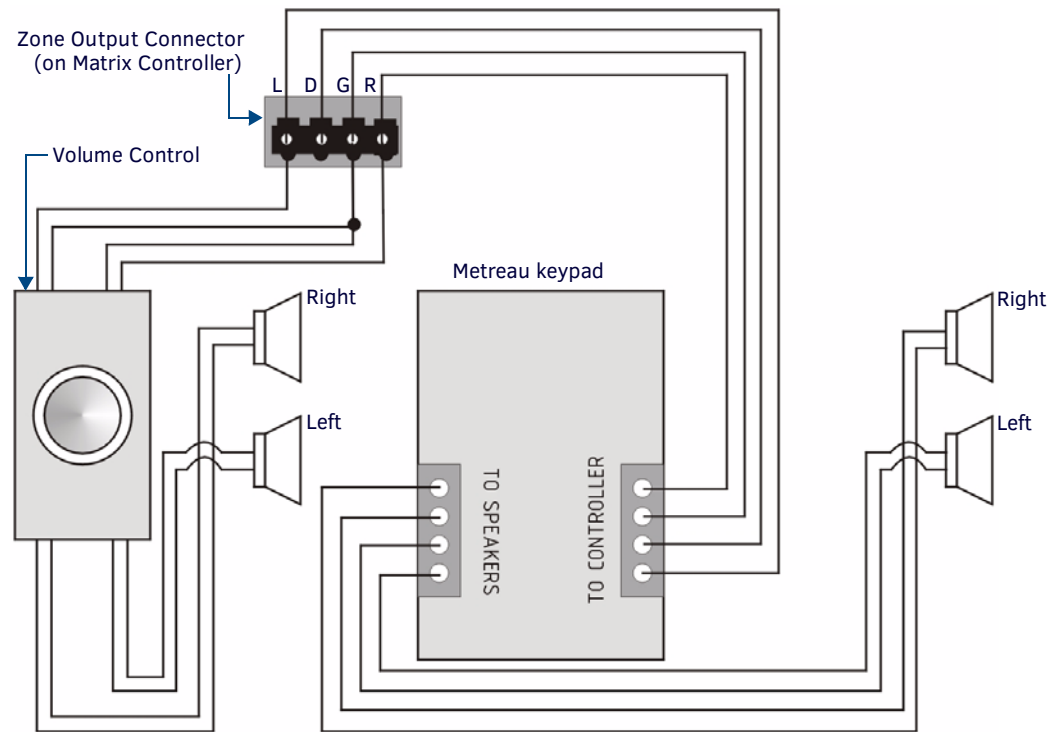 Zone Output Connector
(on Matrix Controller)
L D G R
Volume Control
Metreau keypad
Right
Right
Left
Left
TO SPEAKERS
TO CONTROLLER